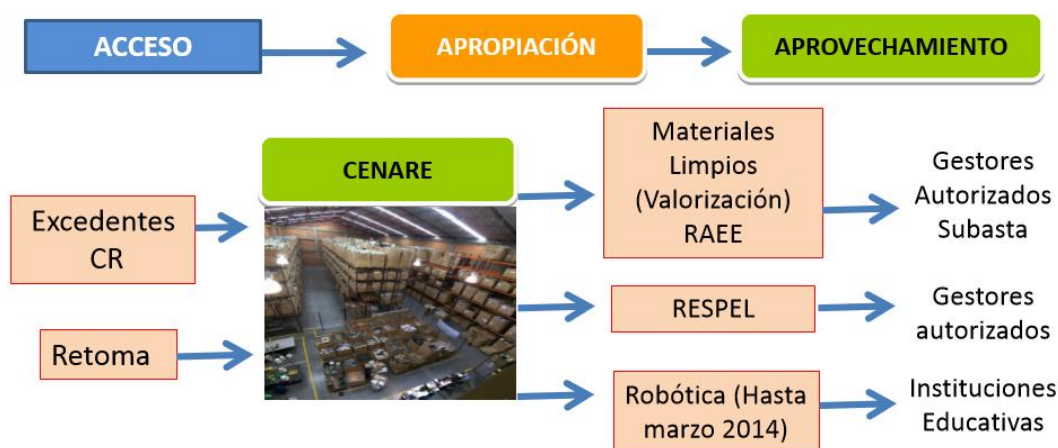 ACCESO
APROPIACIÓN
APROVECHAMIENTO
Excedentes
CR
Retoma
CENARE
Materiales
Limpios
(Valorización)
RAEE
Gestores
Autorizados
Subasta
RESPEL
Gestores
autorizados
Robótica (Hasta
marzo 2014)
Instituciones
Educativas